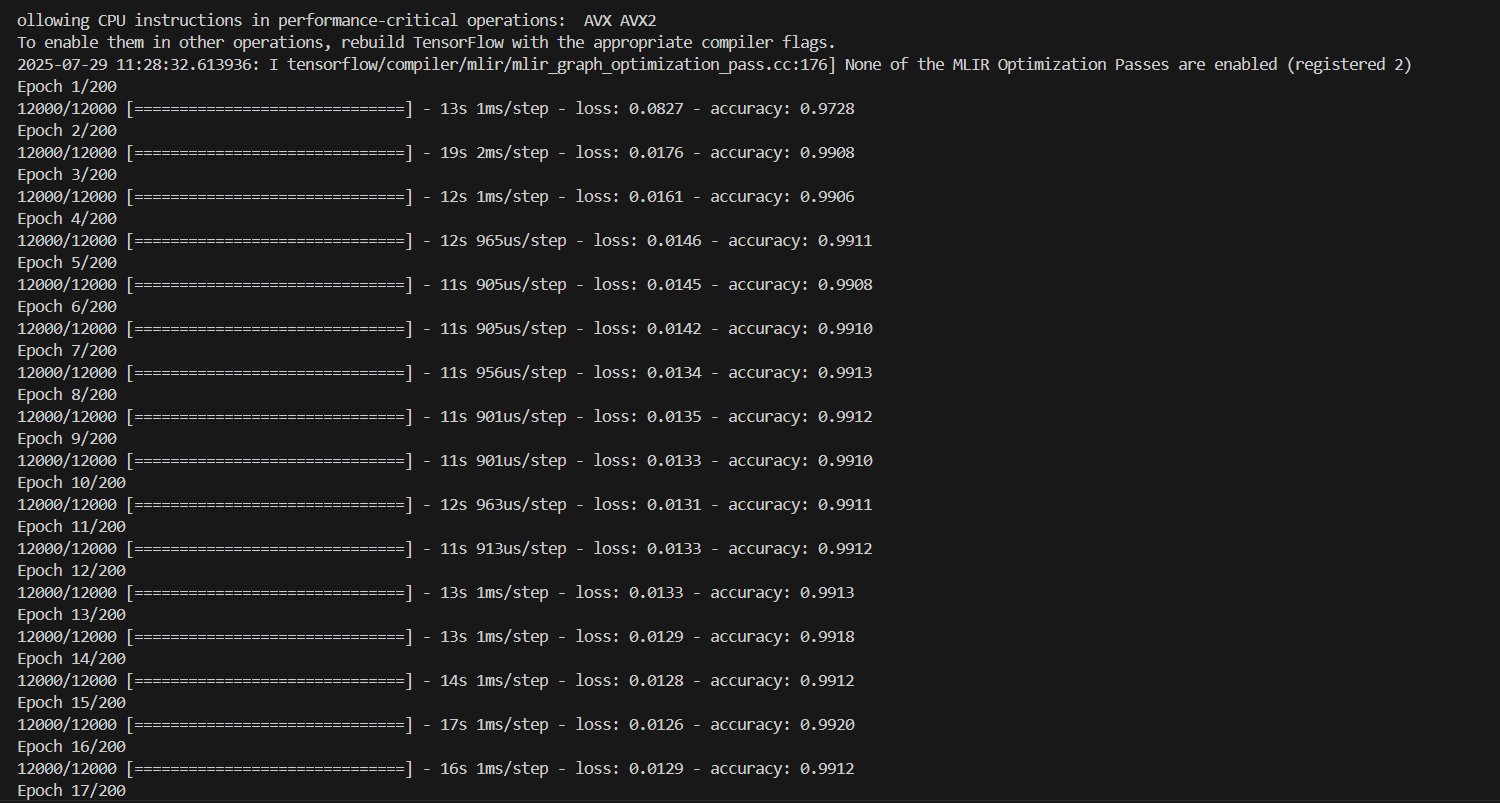 ollowing CPU instructions in performance-critical operations:  AVX AVX2
To enable them in other operations, rebuild TensorFlow with the appropriate compiler flags.
2025-07-29 11:28:32.613936: I tensorflow/compiler/mlir/mlir_graph_optimization_pass.cc:176] None of the MLIR Optimization Passes are enabled (registered 2)
Epoch 1/200
12000/12000 [==============================] - 13s 1ms/step - loss: 0.0827 - accuracy: 0.9728
Epoch 2/200
12000/12000 [==============================] - 19s 2ms/step - loss: 0.0176 - accuracy: 0.9908
Epoch 3/200
12000/12000 [==============================] - 12s 1ms/step - loss: 0.0161 - accuracy: 0.9906
Epoch 4/200
12000/12000 [==============================] - 12s 965us/step - loss: 0.0146 - accuracy: 0.9911
Epoch 5/200
12000/12000 [==============================] - 11s 905us/step - loss: 0.0145 - accuracy: 0.9908
Epoch 6/200
12000/12000 [==============================] - 11s 905us/step - loss: 0.0142 - accuracy: 0.9910
Epoch 7/200
12000/12000 [==============================] - 11s 956us/step - loss: 0.0134 - accuracy: 0.9913
Epoch 8/200
12000/12000 [==============================] - 11s 901us/step - loss: 0.0135 - accuracy: 0.9912
Epoch 9/200
12000/12000 [==============================] - 11s 901us/step - loss: 0.0133 - accuracy: 0.9910
Epoch 10/200
12000/12000 [==============================] - 12s 963us/step - loss: 0.0131 - accuracy: 0.9911
Epoch 11/200
12000/12000 [==============================] - 11s 913us/step - loss: 0.0133 - accuracy: 0.9912
Epoch 12/200
12000/12000 [==============================] - 13s 1ms/step - loss: 0.0133 - accuracy: 0.9913
Epoch 13/200
12000/12000 [==============================] - 13s 1ms/step - loss: 0.0129 - accuracy: 0.9918
Epoch 14/200
12000/12000 [==============================] - 14s 1ms/step - loss: 0.0128 - accuracy: 0.9912
Epoch 15/200
12000/12000 [==============================] - 17s 1ms/step - loss: 0.0126 - accuracy: 0.9920
Epoch 16/200
12000/12000 [==============================] - 16s 1ms/step - loss: 0.0129 - accuracy: 0.9912
Epoch 17/200